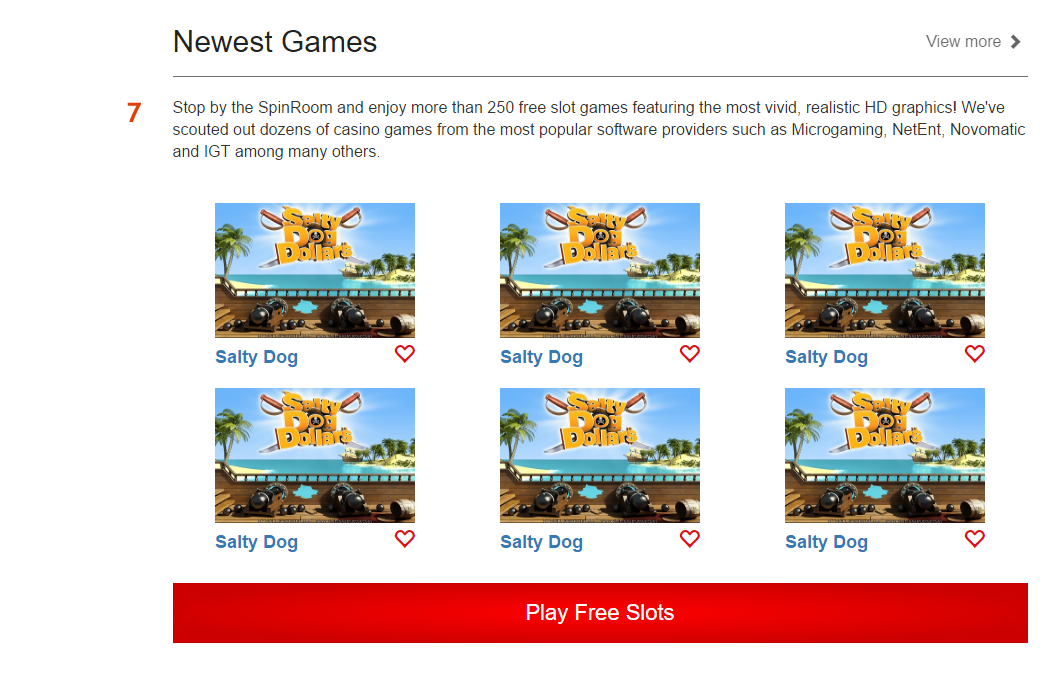 Newest Games
View more
7
Stop by the SpinRoom and enjoy more than 250 free slot games featuring the most vivid, realistic HD graphics! We've
scouted out dozens of casino games from the most popular software providers such as Microgaming, NetEnt, Novomatic
and IGT among many others.
Salty Dog Dollars
Salty Dog Dollars
Salty Dog Dollars
Salty Dog
Salty Dog
Salty Dog
Salty Dog Dollars
Salty Dog Dollars
Salty Dog Dollars
Salty Dog
Salty Dog
Salty Dog
Play Free Slots